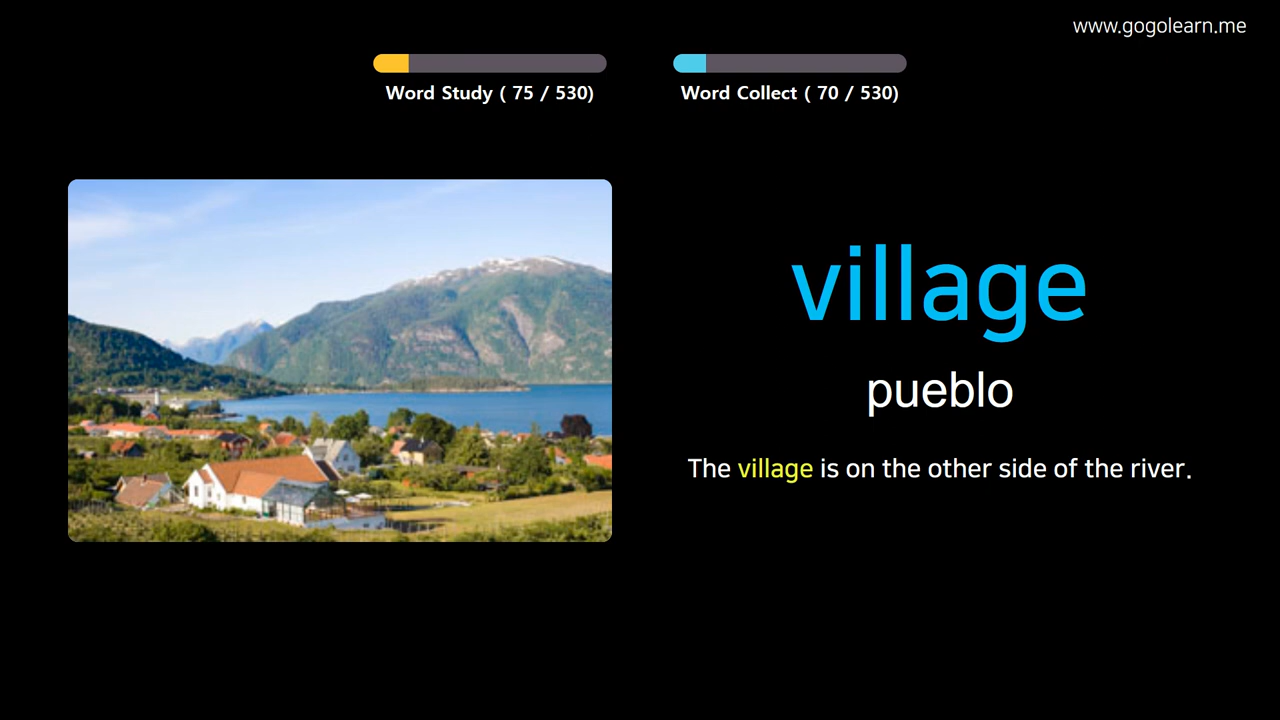 www.gogolearn.me
Word Study ( 75 / 530)
Word Collect ( 70 / 530)
village
pueblo
The village is on the other side of the river.